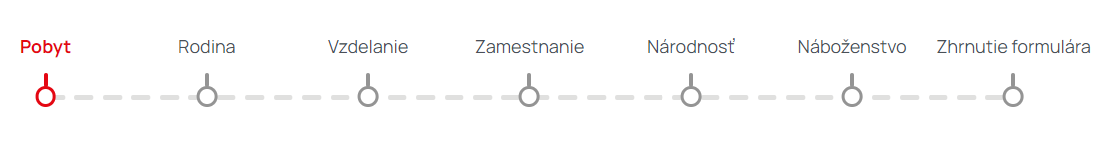 Pobyt Rodina Vzdelanie Zamestnanie Národnosť Náboženstvo Zhrnutie formulára